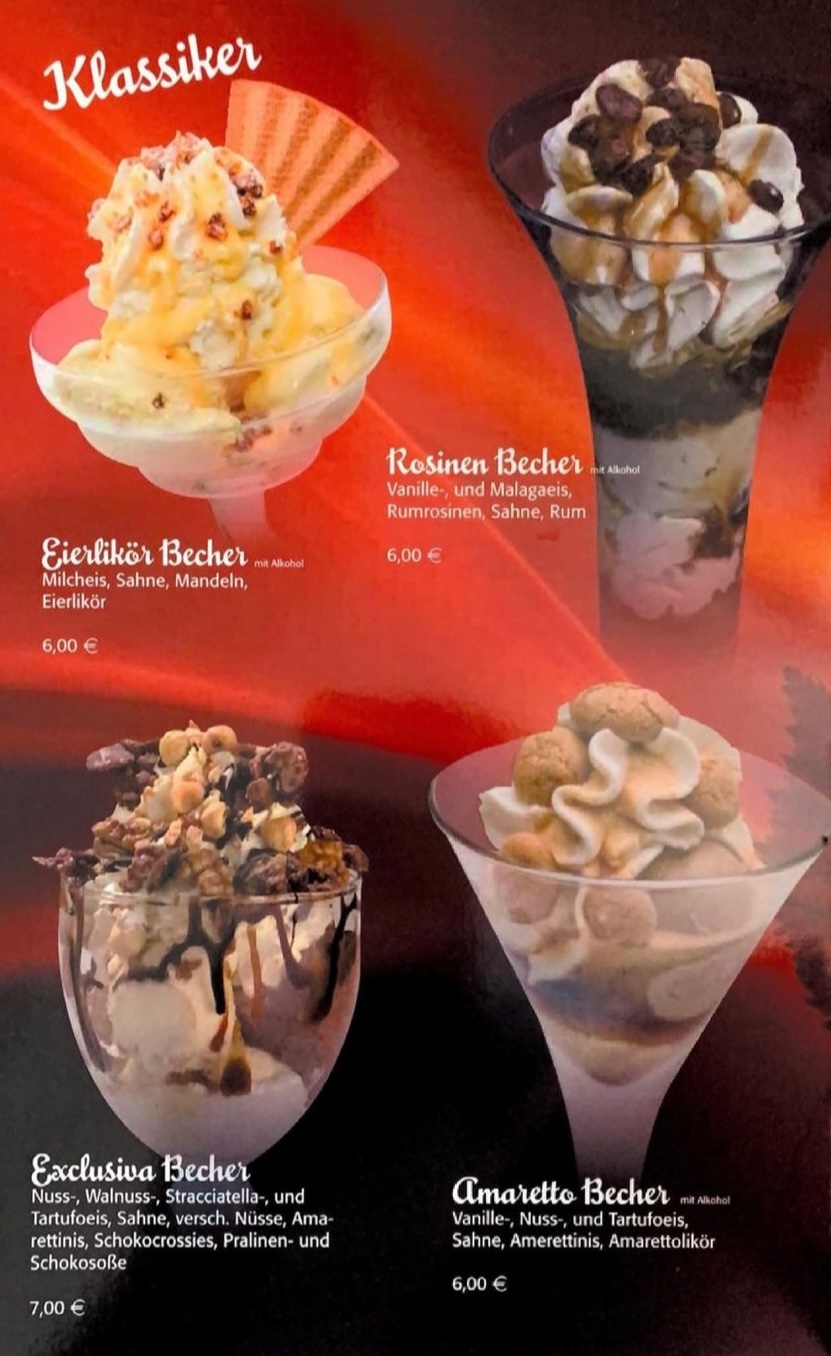 Klassiker
Rosinen Becher mit Alkohol
Vanille-, und Malagaeis,
Rumrosinen, Sahne, Rum
6,00 €
Eierlikör Becher mit Alkohol
Milcheis, Sahne, Mandeln,
Eierlikör
6,00 €
Exclusiva Becher
Nuss-, Walnuss-, Stracciatella-, und
Tartufoeis, Sahne, versch. Nüsse, Ama-
rettinis, Schokocrossies, Pralinen- und
Schokosoße
7,00 €
Amaretto Becher mit Alkohol
Vanille-, Nuss-, und Tartufoeis,
Sahne, Amerettinis, Amarettolikör
6,00 €